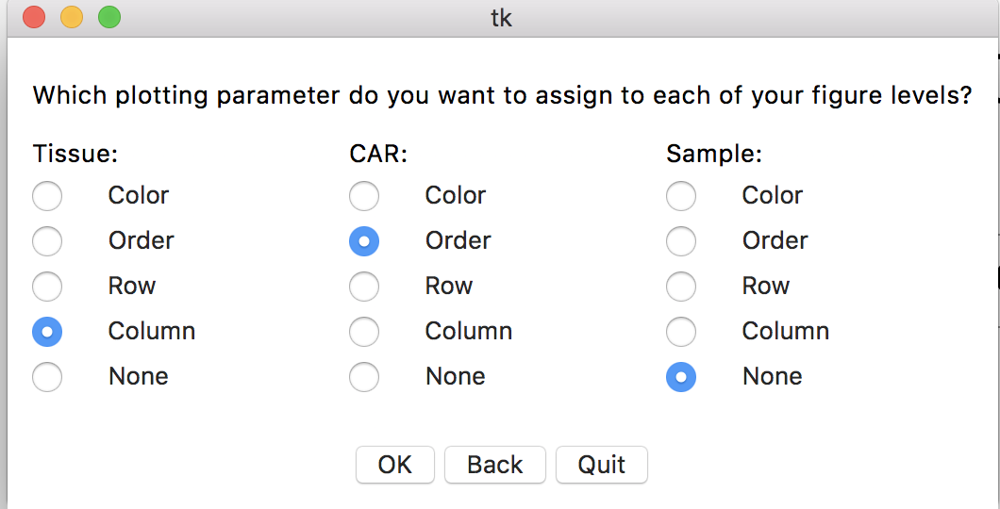 tk
Which plotting parameter do you want to assign to each of your figure levels?
Tissue: CAR: Sample:
Color Color Color
Order Order Order
Row Row Row
Column Column Column
None None None
OK Back Quit